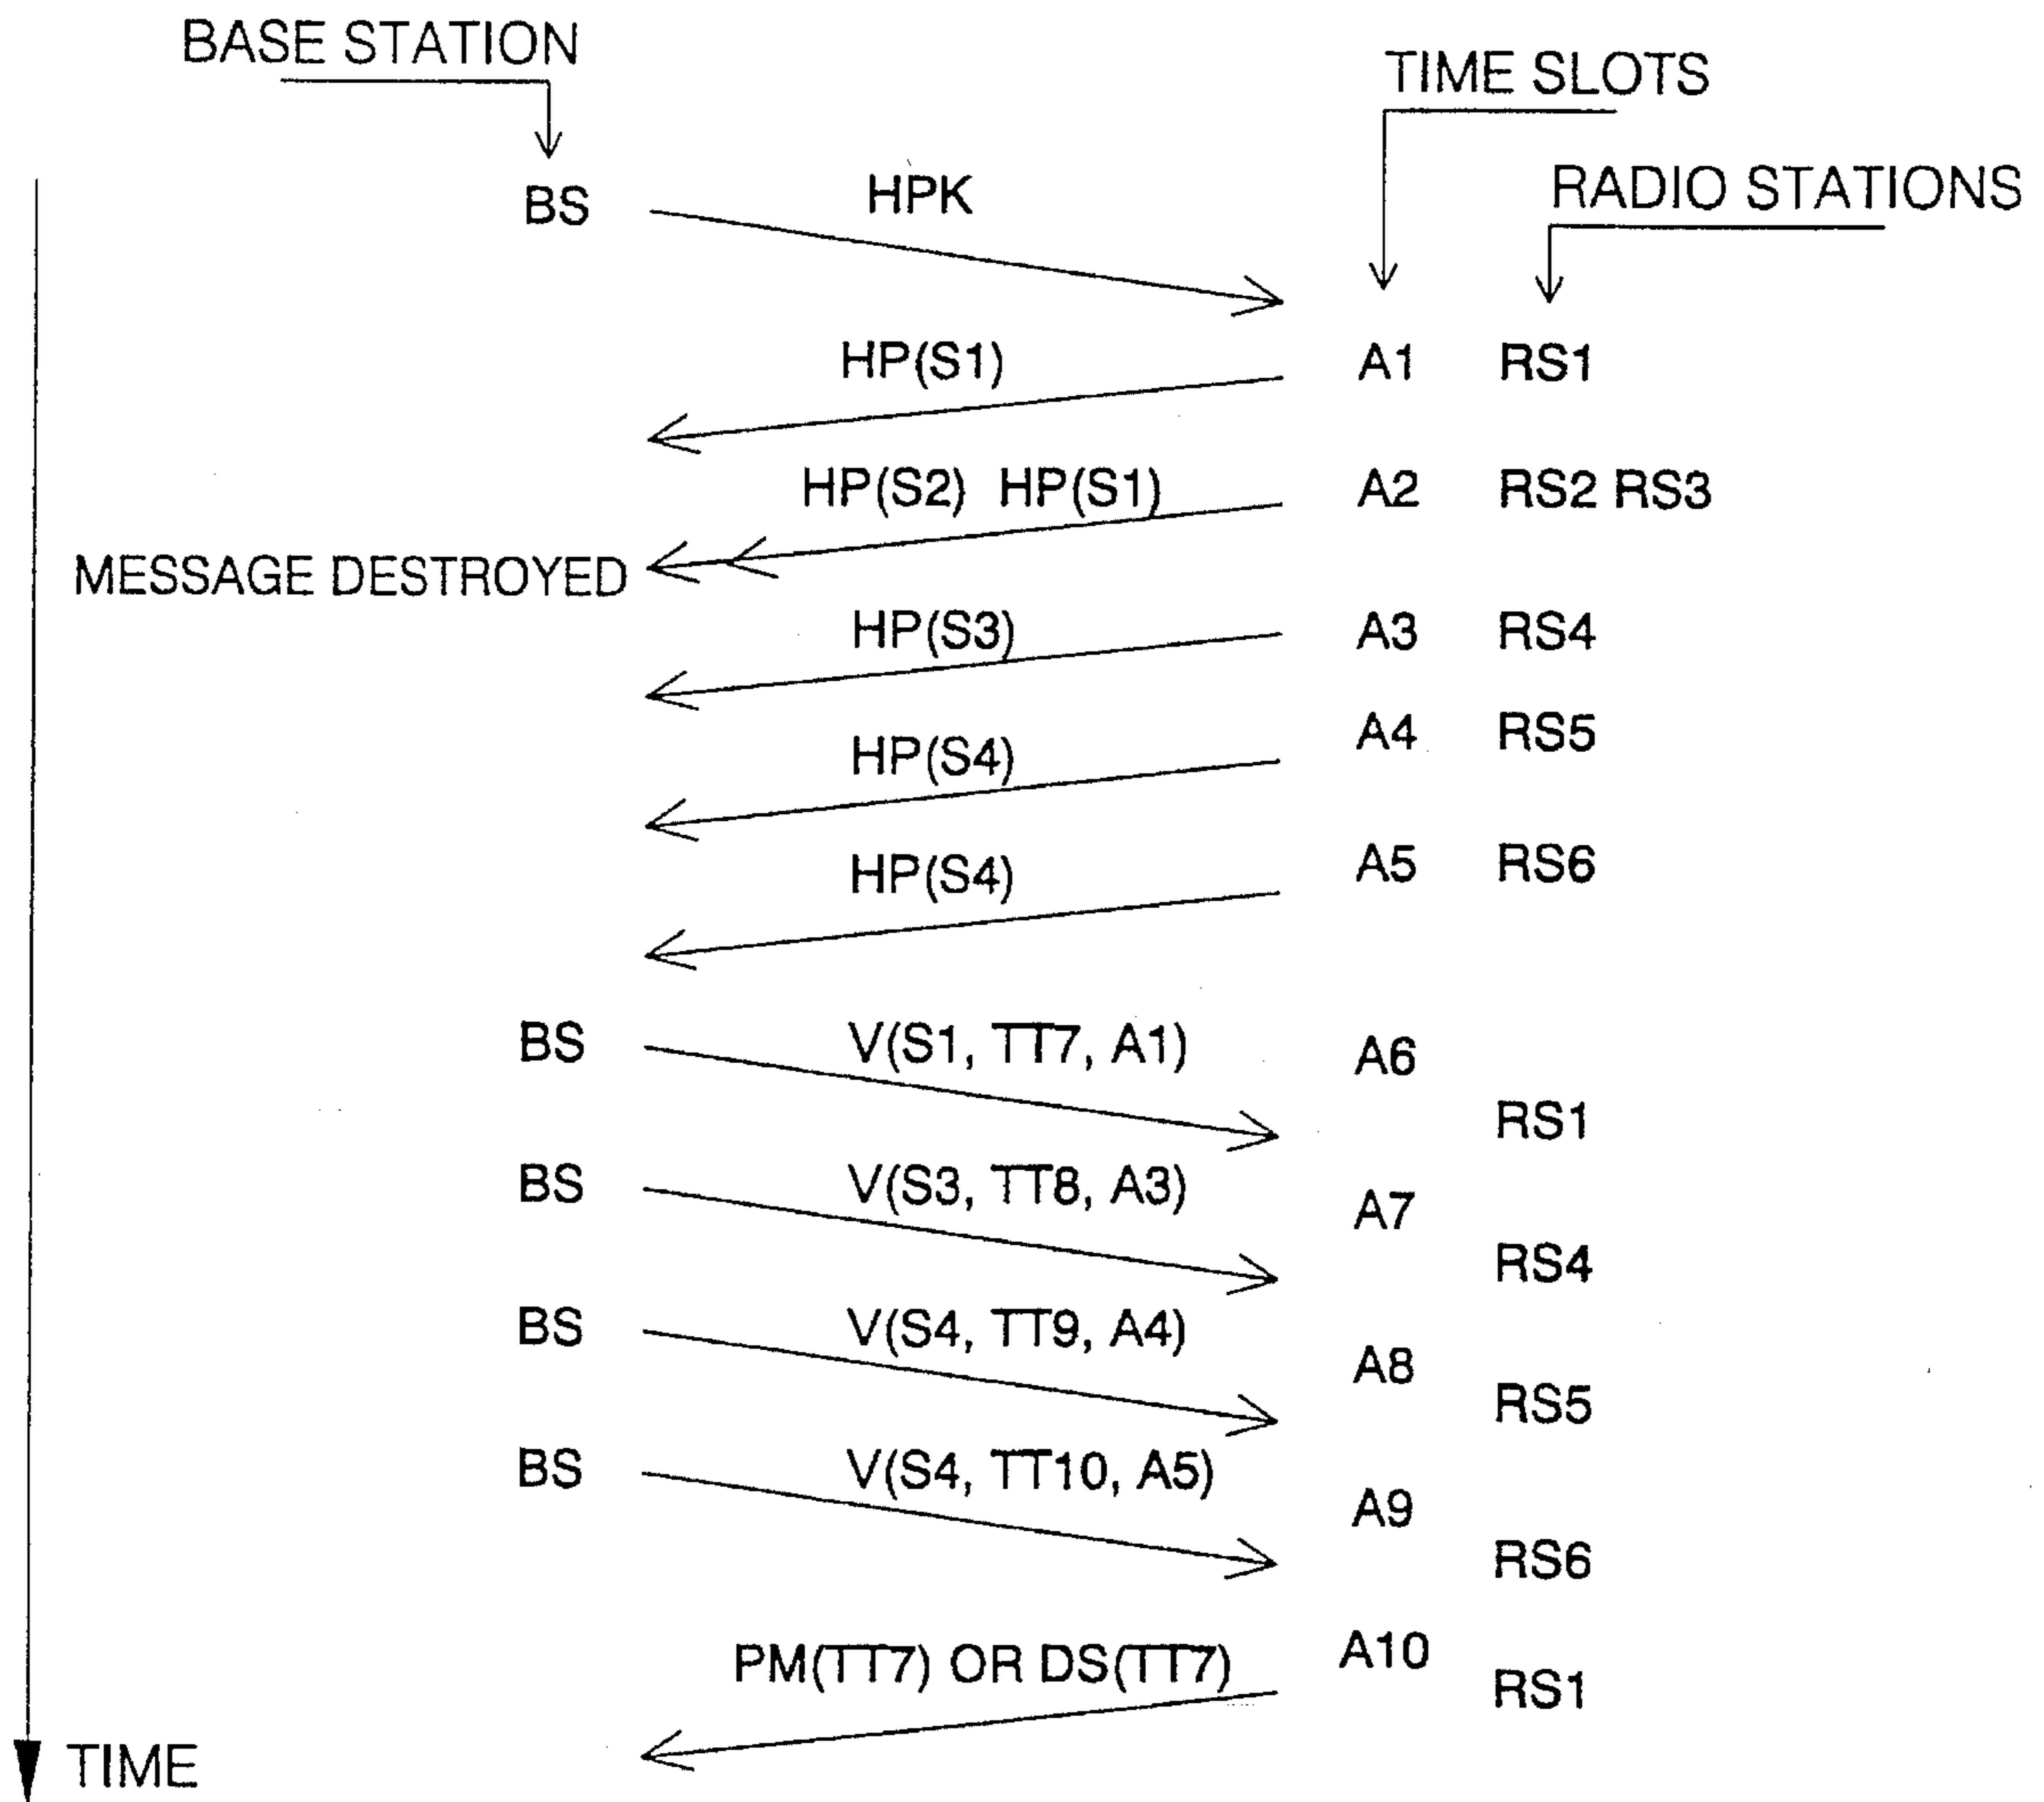 BASE STATION
TIME SLOTS
RADIO STATIONS
BS HPK
HP(S1) A1 RS1
HP(S2) HP(S1) A2 RS2 RS3
MESSAGE DESTROYED
HP(S3) A3 RS4
HP(S4) A4 RS5
HP(S4) A5 RS6
BS V(S1, TT7, A1) A6
RS1
BS V(S3, TT8, A3) A7
RS4
BS V(S4, TT9, A4) A8
RS5
BS V(S4, TT10, A5) A9
RS6
PM(TT7) OR DS(TT7) A10
RS1
TIME